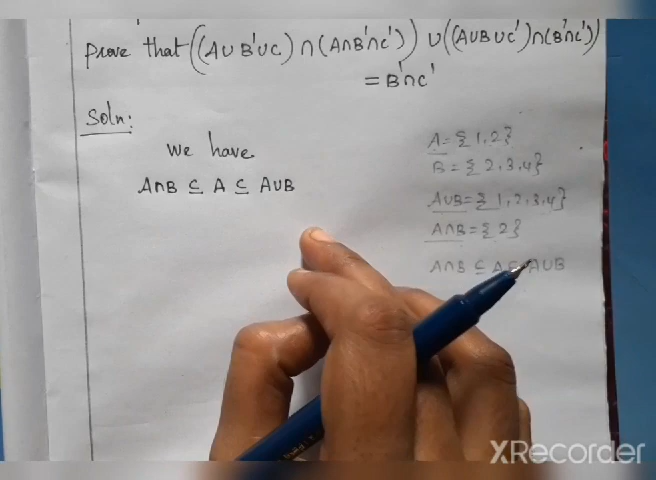 Prove that ((A∪B'∪C) ∩ (A∩B'∩C')) ∪ ((A∪B∪C') ∩ (B'∩C'))
= B'∩C'
Soln:
We have
A∩B ⊆ A ⊆ A∪B
A = {1,2}
B = {2,3,4}
A∪B = {1,2,3,4}
A∩B = {2}
A∩B ⊆ A ⊆ A∪B
XRecorder